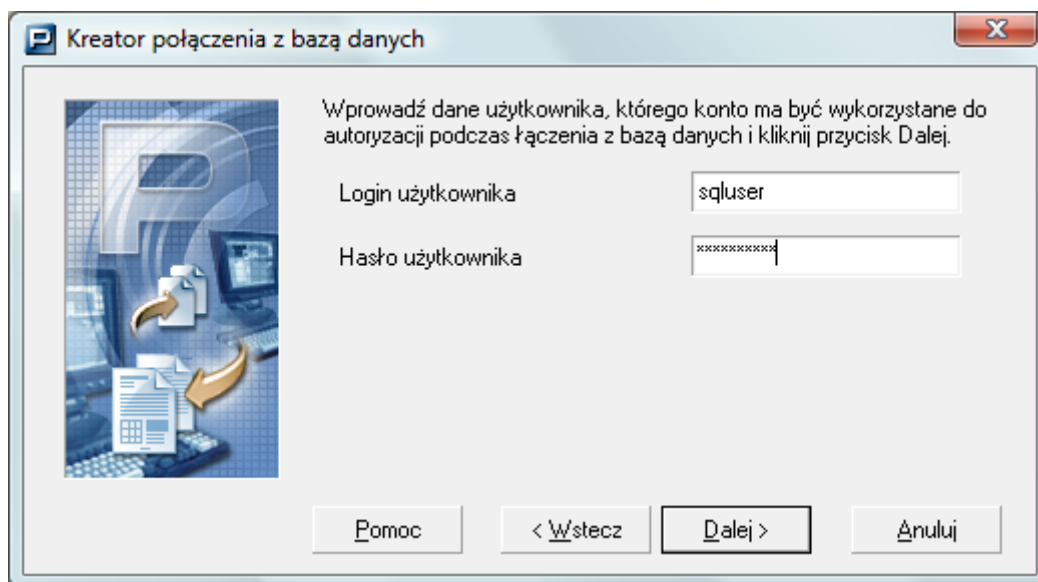 Kreator połączenia z bazą danych
Wprowadź dane użytkownika, którego konto ma być wykorzystane do
autoryzacji podczas łączenia z bazą danych i kliknij przycisk Dalej.
Login użytkownika
sqluser
Hasło użytkownika
××××××××××
Pomoc
< Wstecz
Dalej >
Anuluj